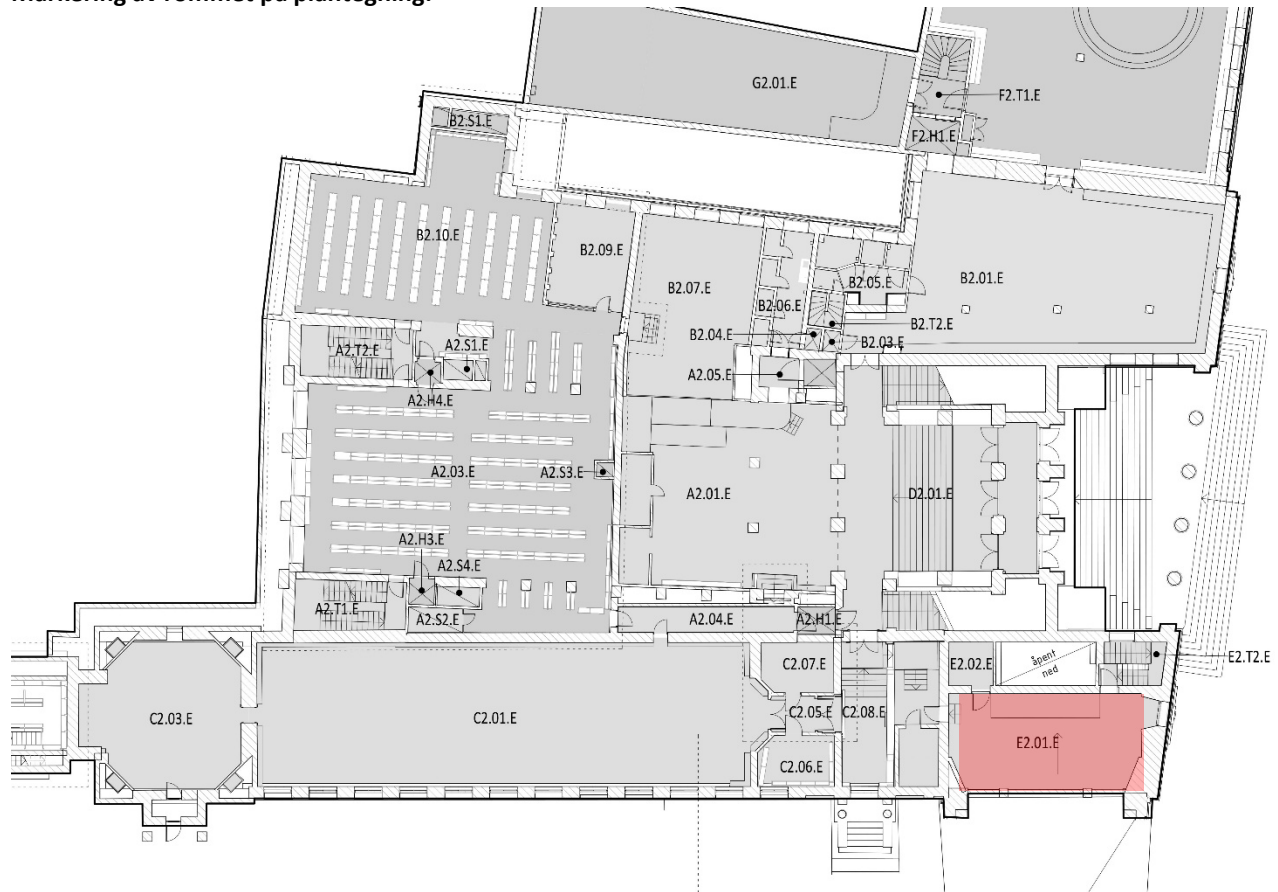 markering av rommet på plantegning:
G2.01.E
F2.T1.E
F2.H1.E
B2.S1.E
B2.10.E
B2.09.E
B2.07.E
B2.06.E
B2.05.E
B2.01.E
B2.T2.E
B2.04.E
B2.03.E
A2.T2.E
A2.S1.E
A2.05.E
A2.H4.E
A2.03.E
A2.S3.E
A2.01.E
D2.01.E
A2.H3.E
A2.S4.E
A2.T1.E
A2.S2.E
A2.04.E
A2.H1.E
C2.07.E
E2.02.E
åpent
ned
E2.T2.E
C2.03.E
C2.01.E
C2.05.E
C2.08.E
E2.01.E
C2.06.E